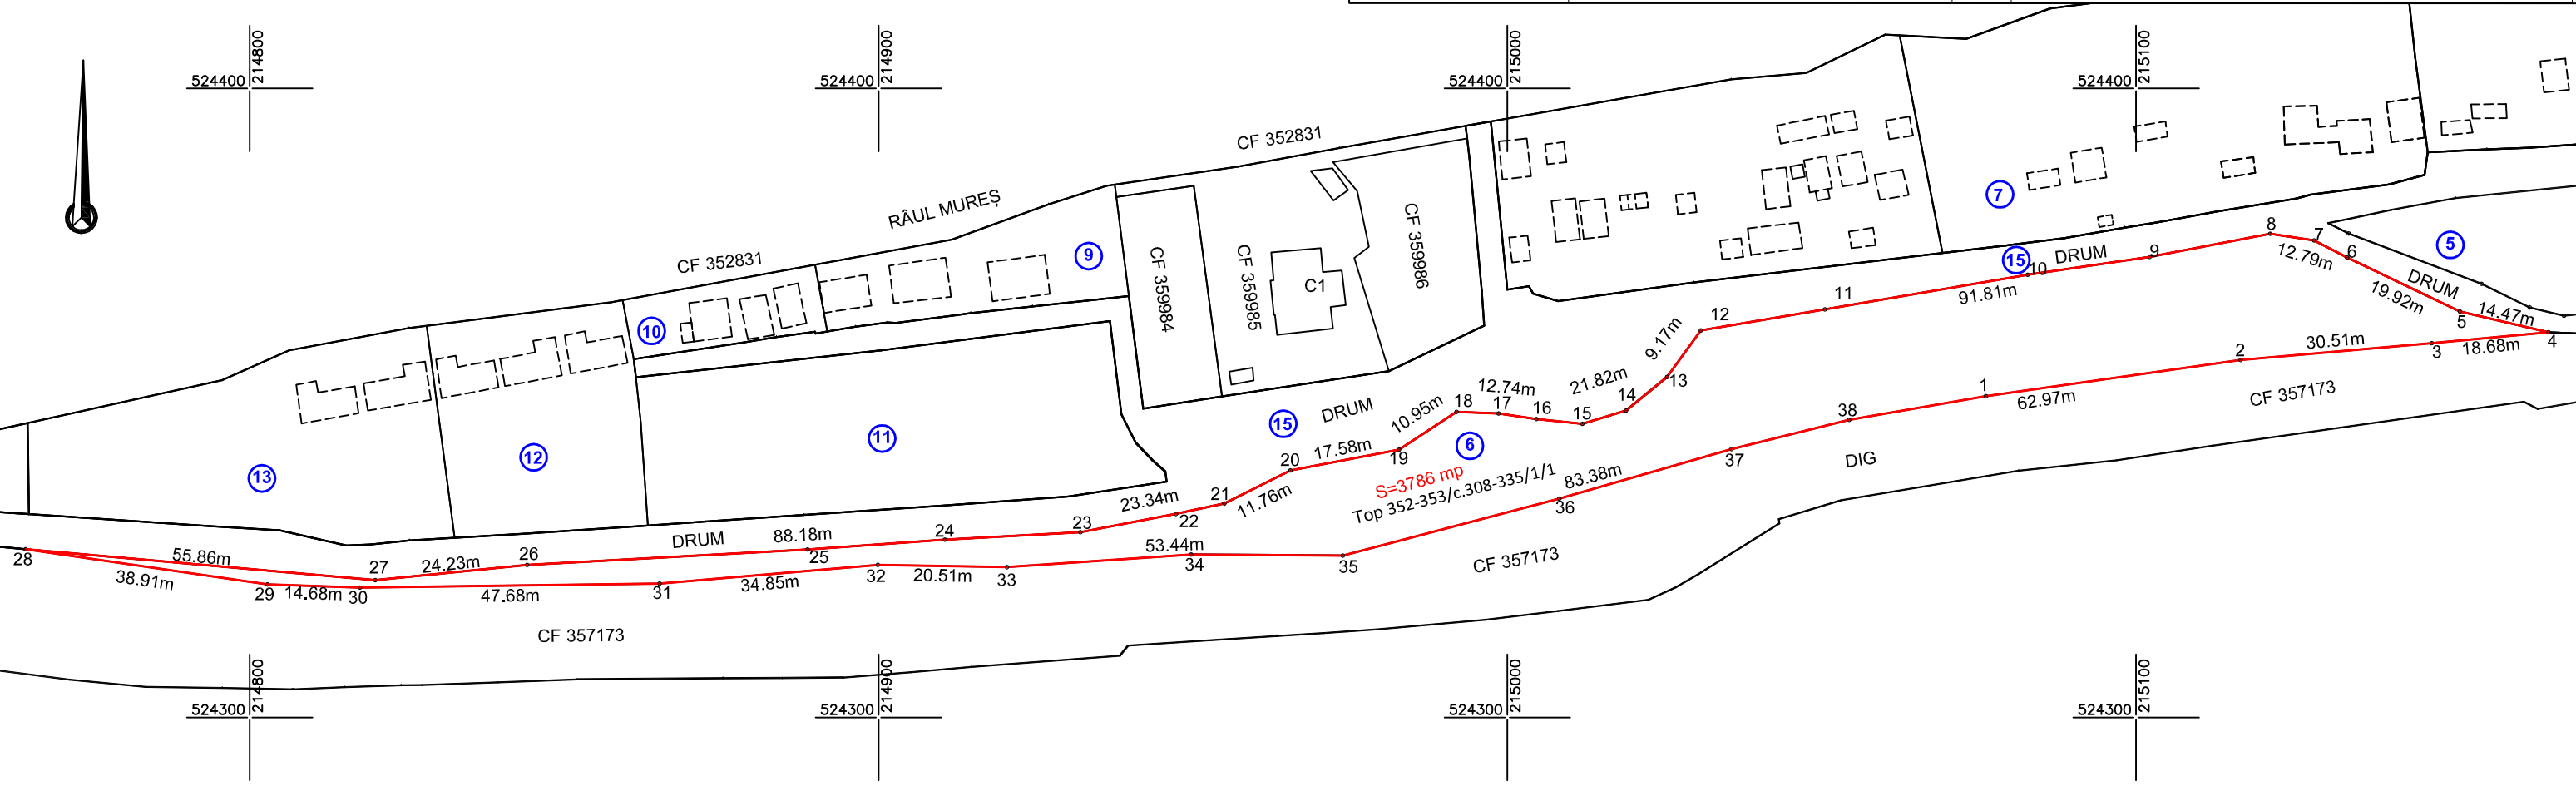 524400
214800
524400
214900
524400
215000
524400
215100
CF 352831
RÂUL MUREȘ
CF 352831
CF 359984
CF 359985
CF 359986
C1
7
9
10
5
15
DRUM
8
7
6
12.79m
9
10
91.81m
11
12
9.17m
13
DRUM
19.92m
14.47m
5
4
18.68m
3
30.51m
2
CF 357173
62.97m
1
38
DIG
37
21.82m
14
15
16
12.74m
17
18
10.95m
DRUM
15
6
19
17.58m
20
S=3786 mp
Top 352-353/c.308-335/1/1
83.38m
36
11
12
13
21
11.76m
23.34m
22
23
24
88.18m
DRUM
25
26
24.23m
27
55.86m
28
38.91m
29
14.68m
30
47.68m
31
34.85m
32
20.51m
33
53.44m
34
35
CF 357173
CF 357173
524300
214800
524300
214900
524300
215000
524300
215100